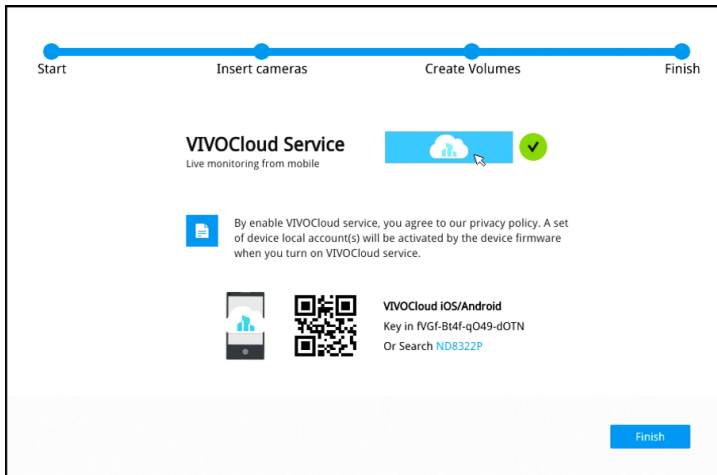 Start Insert cameras Create Volumes Finish
VIVOCloud Service
Live monitoring from mobile
By enable VIVOCloud service, you agree to our privacy policy. A set
of device local account(s) will be activated by the device firmware
when you turn on VIVOCloud service.
VIVOCloud iOS/Android
Key in fVGf-Bt4f-qO49-dOTN
Or Search ND8322P
Finish